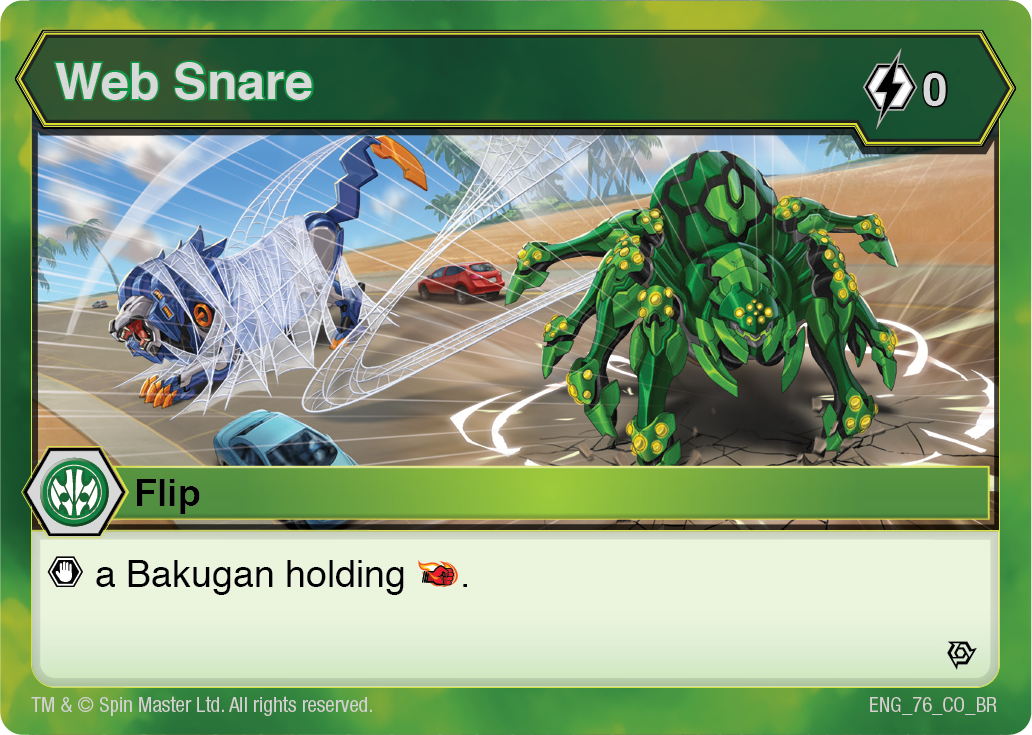 Web Snare
0
Flip
a Bakugan holding .
TM & © Spin Master Ltd. All rights reserved.
ENG_76_CO_BR